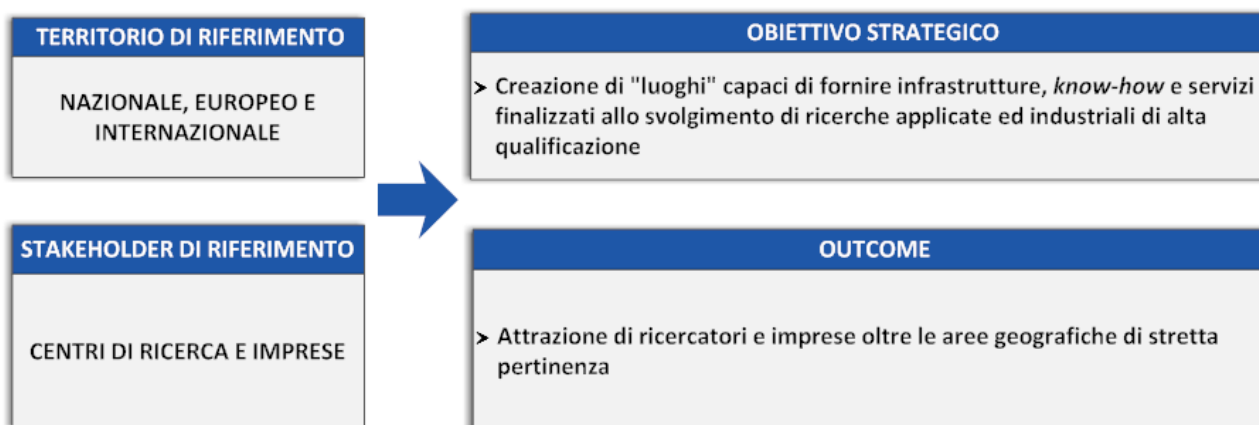 TERRITORIO DI RIFERIMENTO
NAZIONALE, EUROPEO E
INTERNAZIONALE
STAKEHOLDER DI RIFERIMENTO
CENTRI DI RICERCA E IMPRESE
OBIETTIVO STRATEGICO
➤ Creazione di "luoghi" capaci di fornire infrastrutture, know-how e servizi
finalizzati allo svolgimento di ricerche applicate ed industriali di alta
qualificazione
OUTCOME
➤ Attrazione di ricercatori e imprese oltre le aree geografiche di stretta
pertinenza